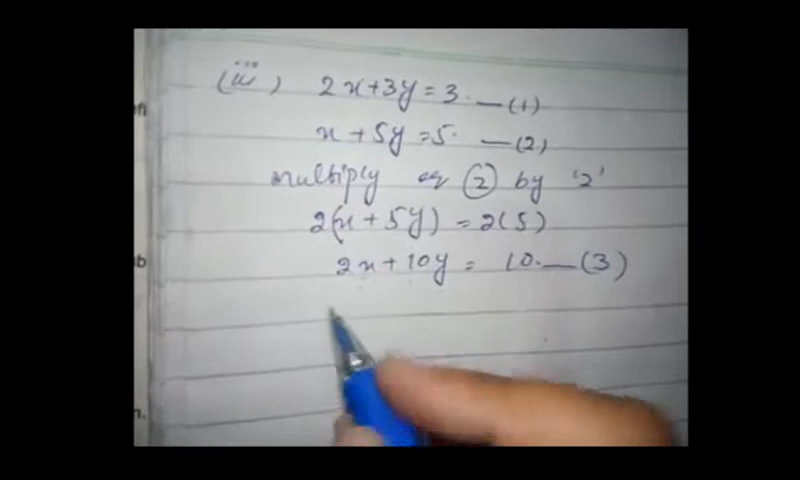 (iii) 2x+3y=3. —(1)
x+5y=5. —(2)
multiply eq ② by '2'
2(x+5y)=2(5)
2x+10y= 10.—(3)